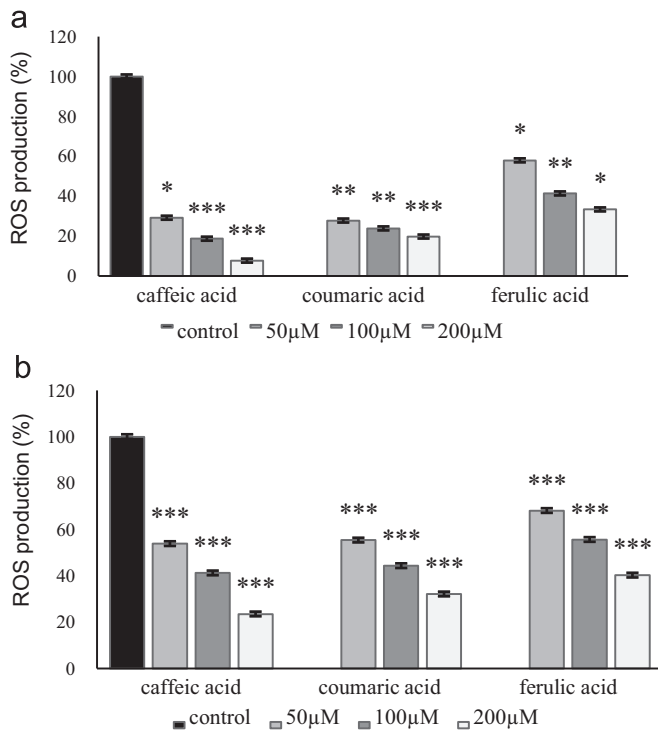 a
ROS production (%)
120
100
80
60
40
20
0
* *** *** ** ** *** * ** *
caffeic acid coumaric acid ferulic acid
control 50µM 100µM 200µM
b
ROS production (%)
120
100
80
60
40
20
0
*** *** *** *** *** *** *** *** ***
caffeic acid coumaric acid ferulic acid
control 50µM 100µM 200µM